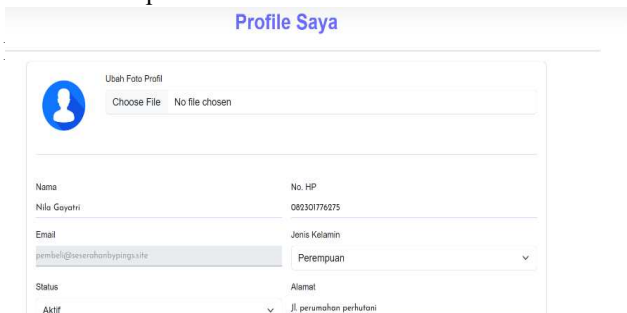 Profile Saya
Ubah Foto Profil
Choose File No file chosen
Nama
No. HP
Nila Gayatri
082301776275
Email
Jenis Kelamin
pembeli@seserahanbypings.site
Perempuan
Status
Alamat
Aktif
Jl. perumahan perhutani